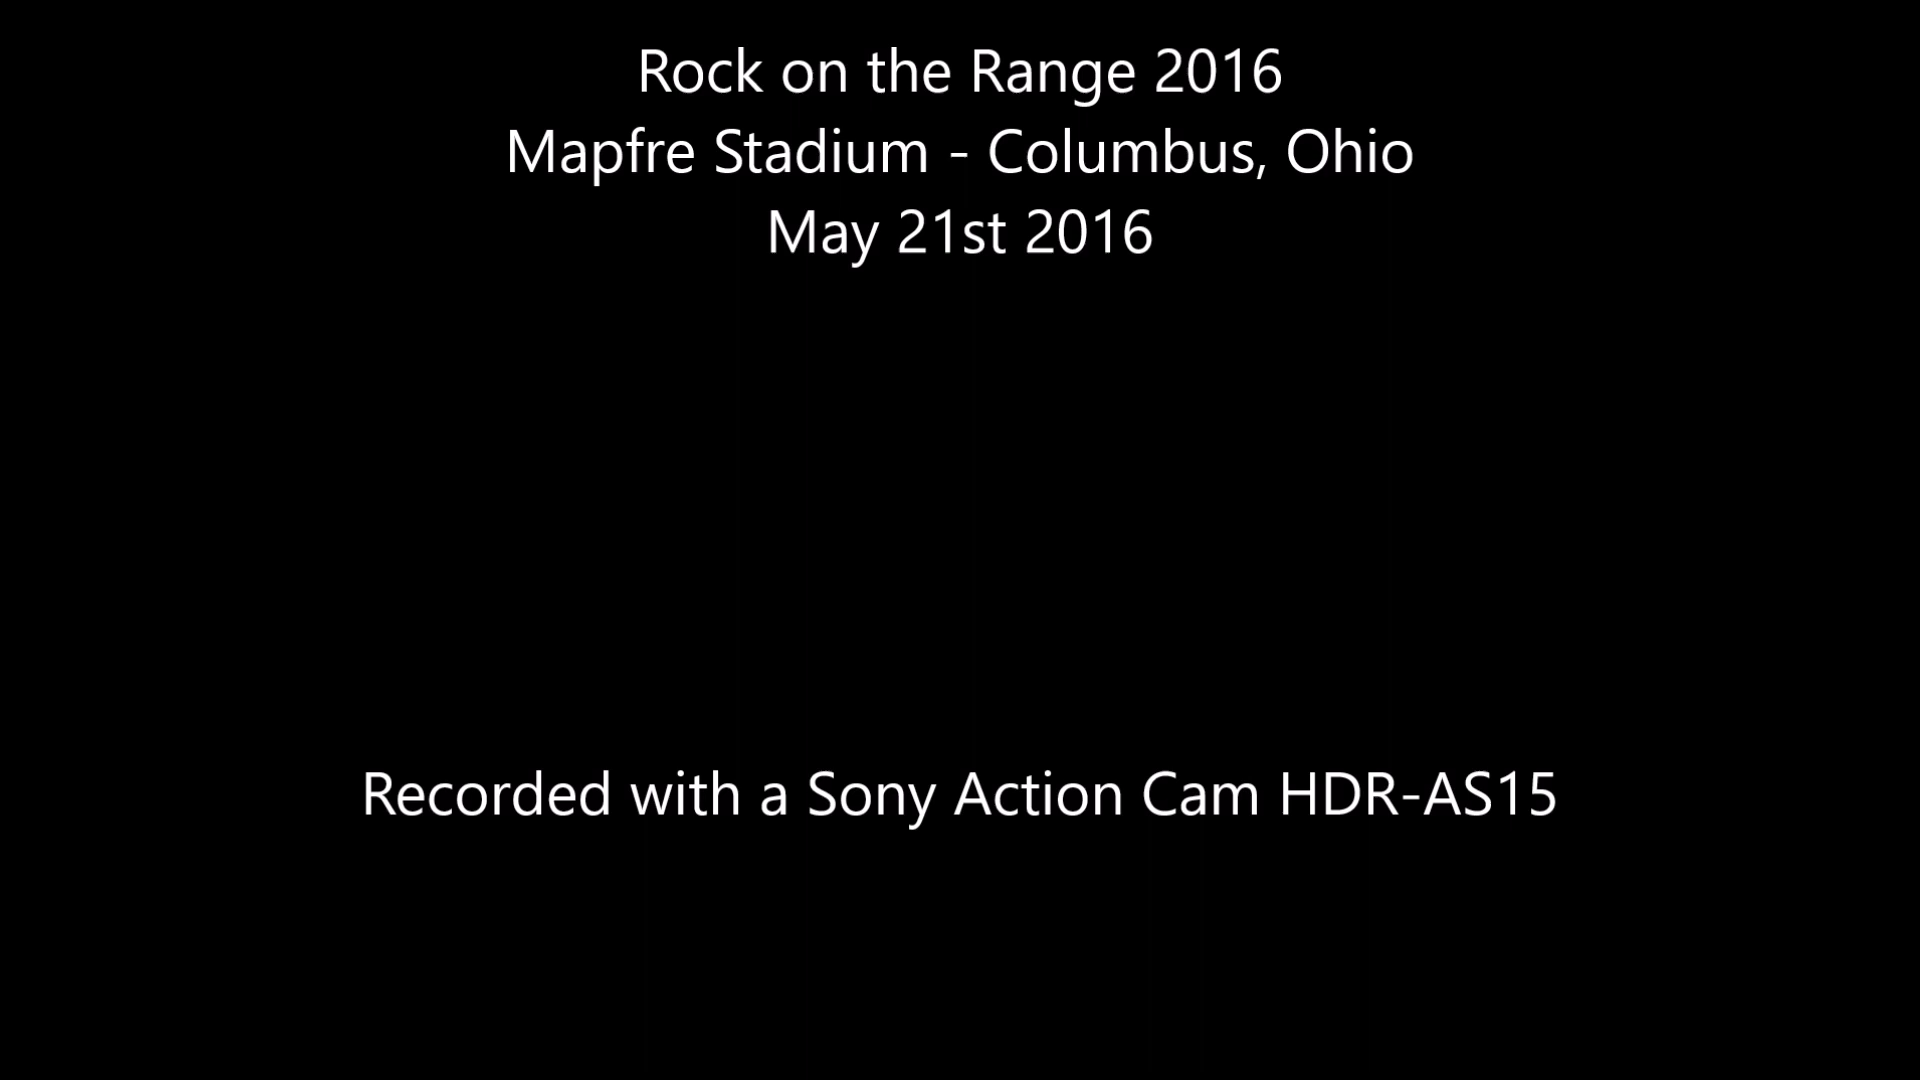 Rock on the Range 2016
Mapfre Stadium - Columbus, Ohio
May 21st 2016
Recorded with a Sony Action Cam HDR-AS15